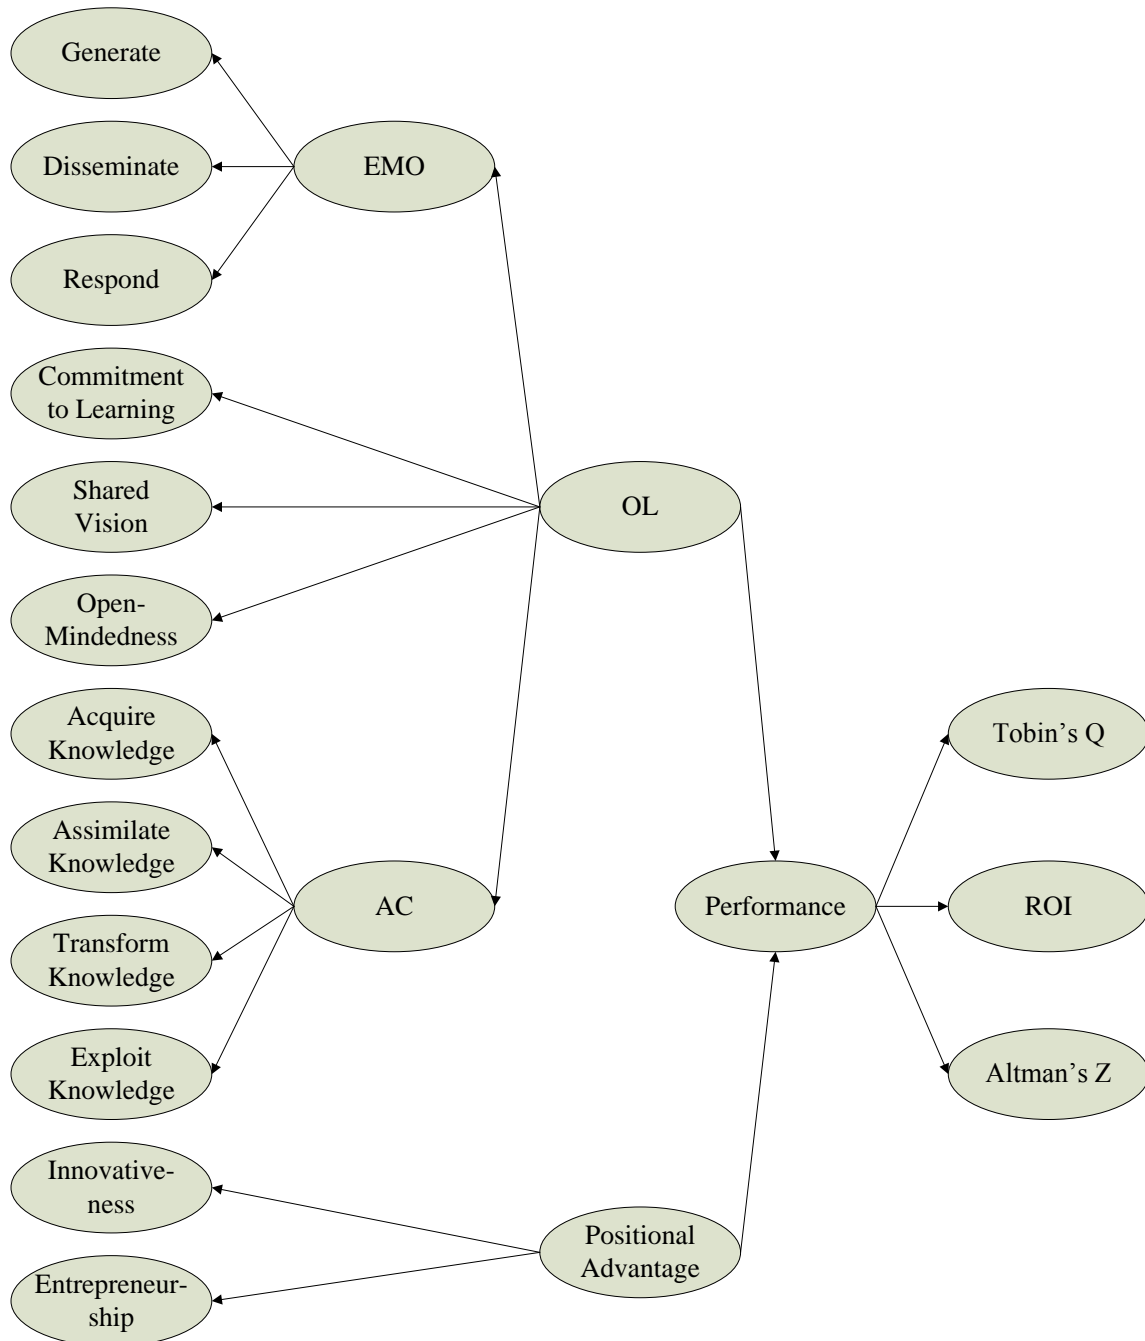 Generate
Disseminate
EMO
Respond
Commitment
to Learning
Shared
Vision
OL
Open-
Mindedness
Acquire
Knowledge
Tobin’s Q
Assimilate
Knowledge
AC
Performance
ROI
Transform
Knowledge
Exploit
Knowledge
Altman’s Z
Innovative-
ness
Positional
Advantage
Entrepreneur-
ship